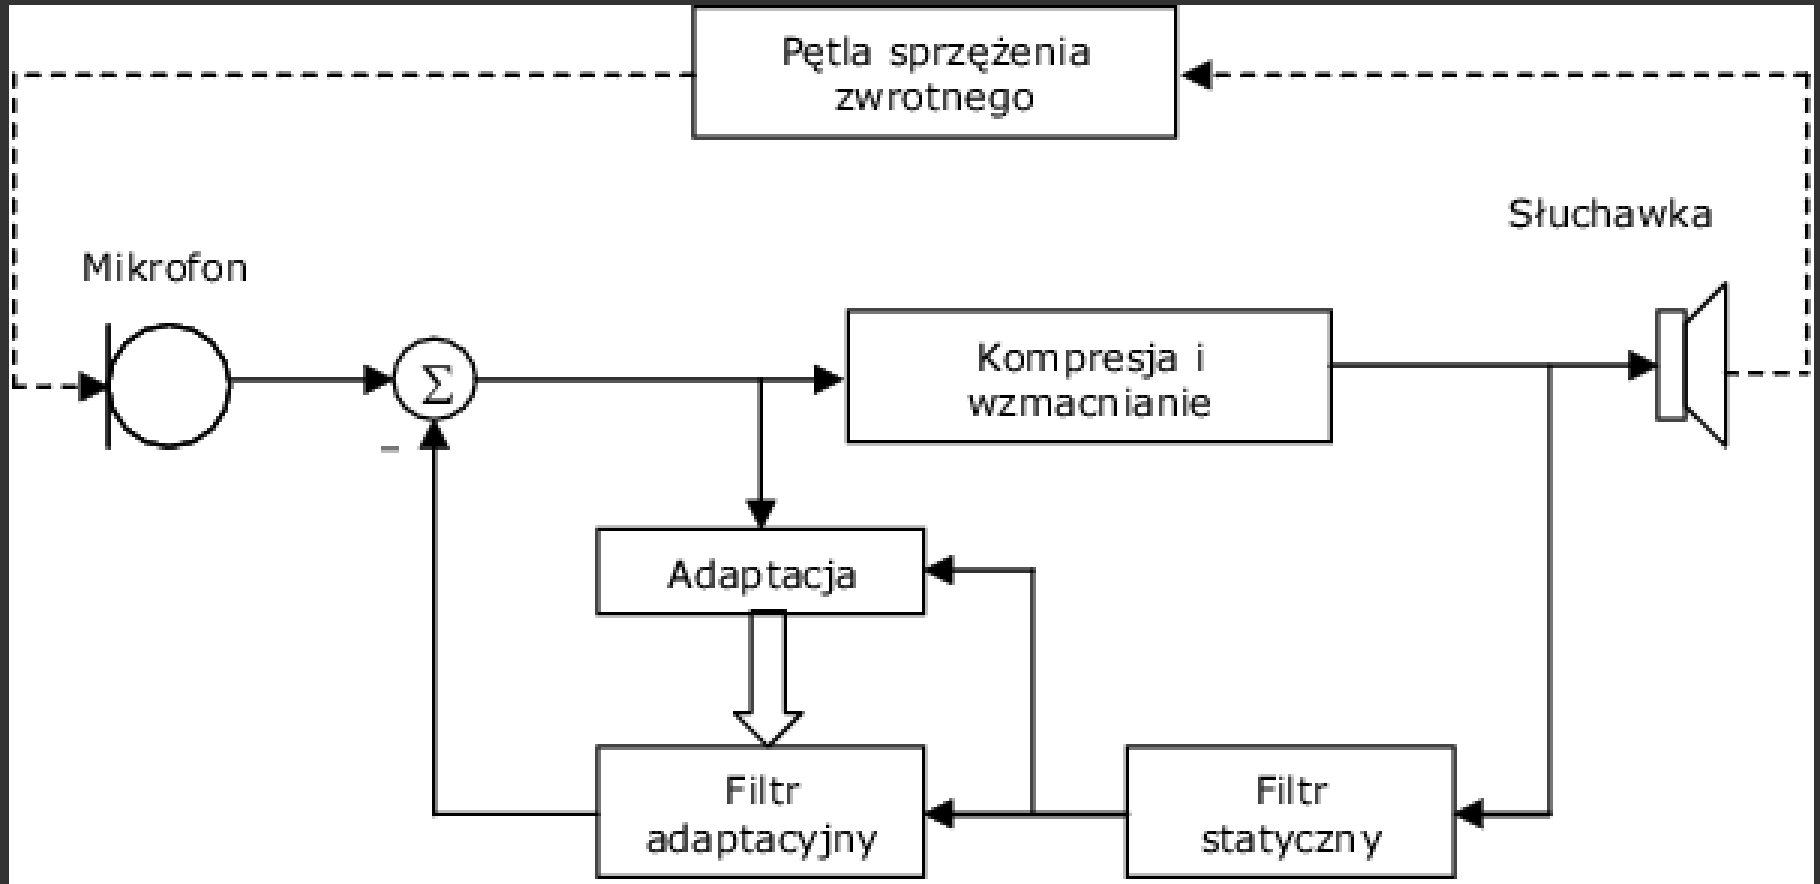 Pętla sprzężenia
zwrotnego
Słuchawka
Mikrofon
Σ
Kompresja i
wzmacnianie
–
Adaptacja
Filtr
adaptacyjny
Filtr
statyczny